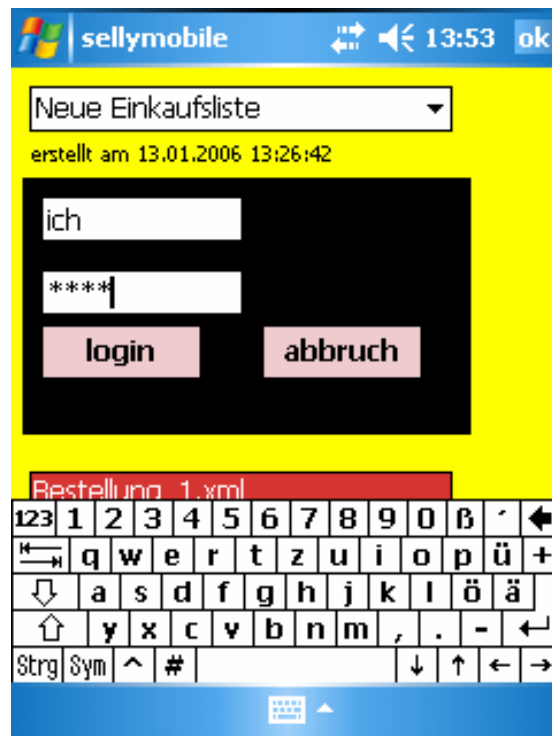 sellymobile 13:53 ok
Neue Einkaufsliste
erstellt am 13.01.2006 13:26:42
ich
****
login abbruch
Bestellung_1.xml
123 1 2 3 4 5 6 7 8 9 0 ß ´
q w e r t z u i o p ü +
a s d f g h j k l ö ä
y x c v b n m , . -
Strg Sym ^ # ↓ ↑ ← →